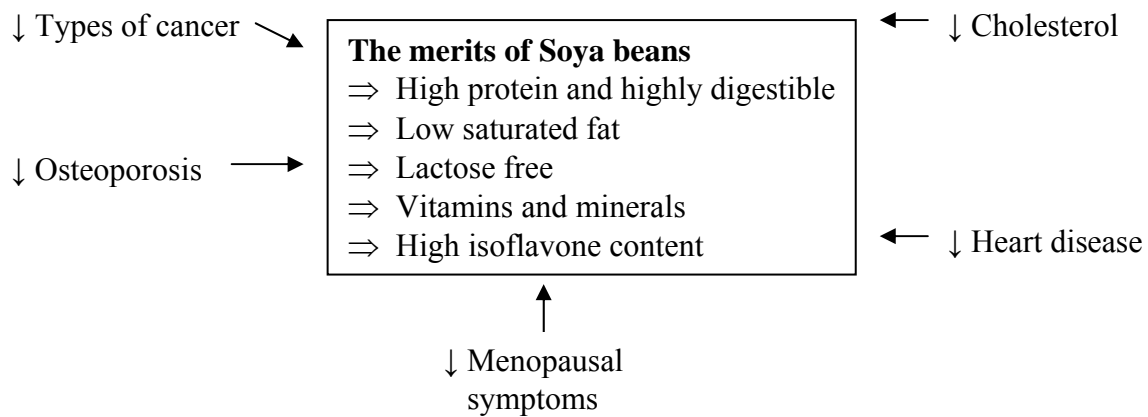 ↓ Types of cancer
↓ Cholesterol
The merits of Soya beans
⇒ High protein and highly digestible
⇒ Low saturated fat
⇒ Lactose free
⇒ Vitamins and minerals
⇒ High isoflavone content
↓ Osteoporosis
↓ Heart disease
↓ Menopausal
symptoms